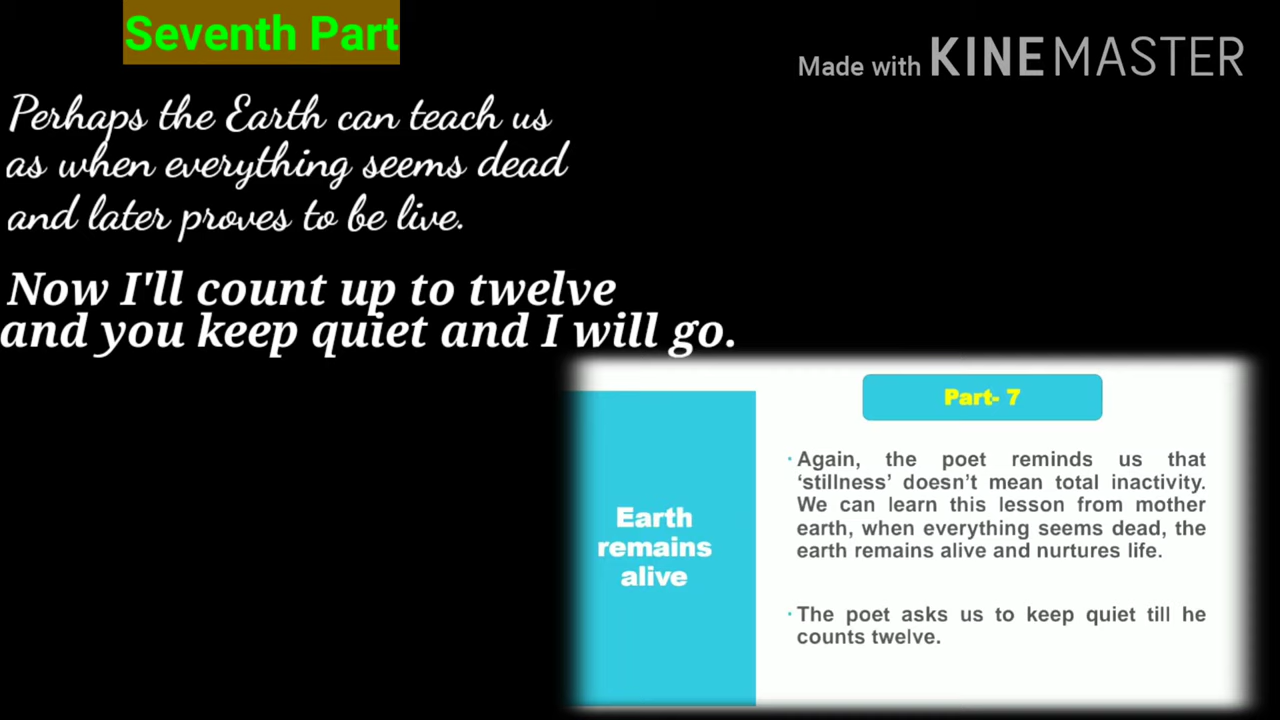 Seventh Part
Made with KINEMASTER
Perhaps the Earth can teach us
as when everything seems dead
and later proves to be live.
Now I'll count up to twelve
and you keep quiet and I will go.
Part- 7
Earth
remains
alive
· Again, the poet reminds us that
‘stillness’ doesn’t mean total inactivity.
We can learn this lesson from mother
earth, when everything seems dead, the
earth remains alive and nurtures life.
· The poet asks us to keep quiet till he
counts twelve.